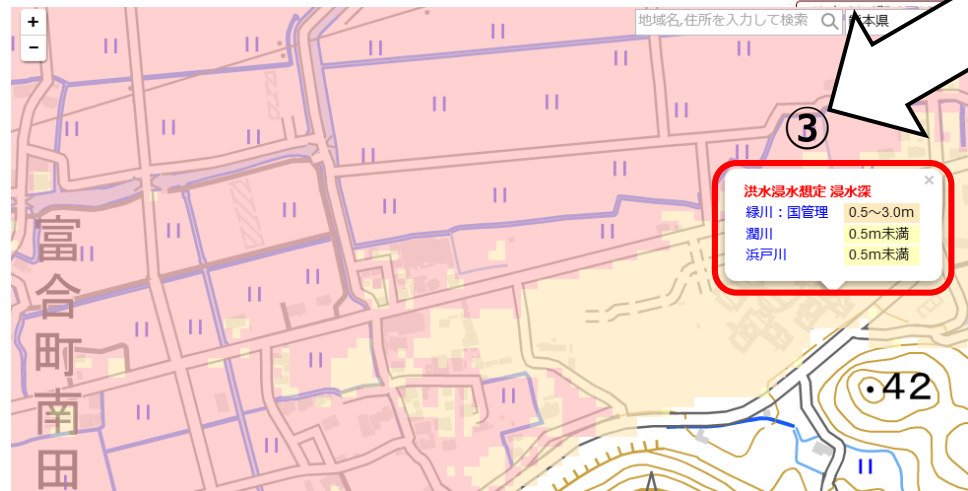 +
−
地域名,住所を入力して検索
本県
③
洪水浸水想定 浸水深
×
緑川：国管理 0.5～3.0m
潤川 0.5m未満
浜戸川 0.5m未満
富合町南田
・42